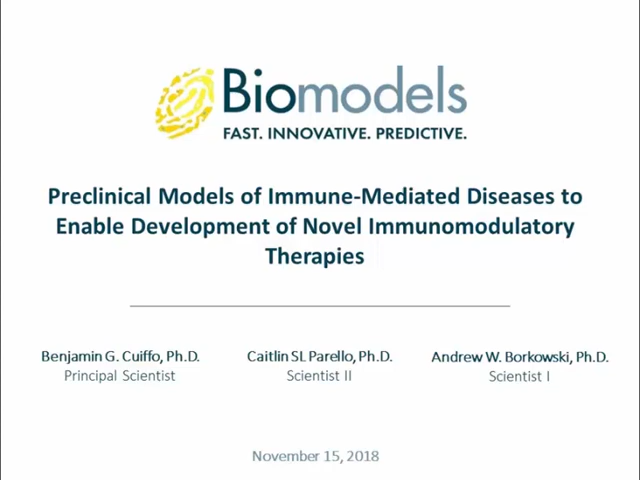 Biomodels
FAST. INNOVATIVE. PREDICTIVE.
Preclinical Models of Immune-Mediated Diseases to
Enable Development of Novel Immunomodulatory
Therapies
Benjamin G. Cuiffo, Ph.D. Caitlin SL Parello, Ph.D. Andrew W. Borkowski, Ph.D.
Principal Scientist Scientist II Scientist I
November 15, 2018